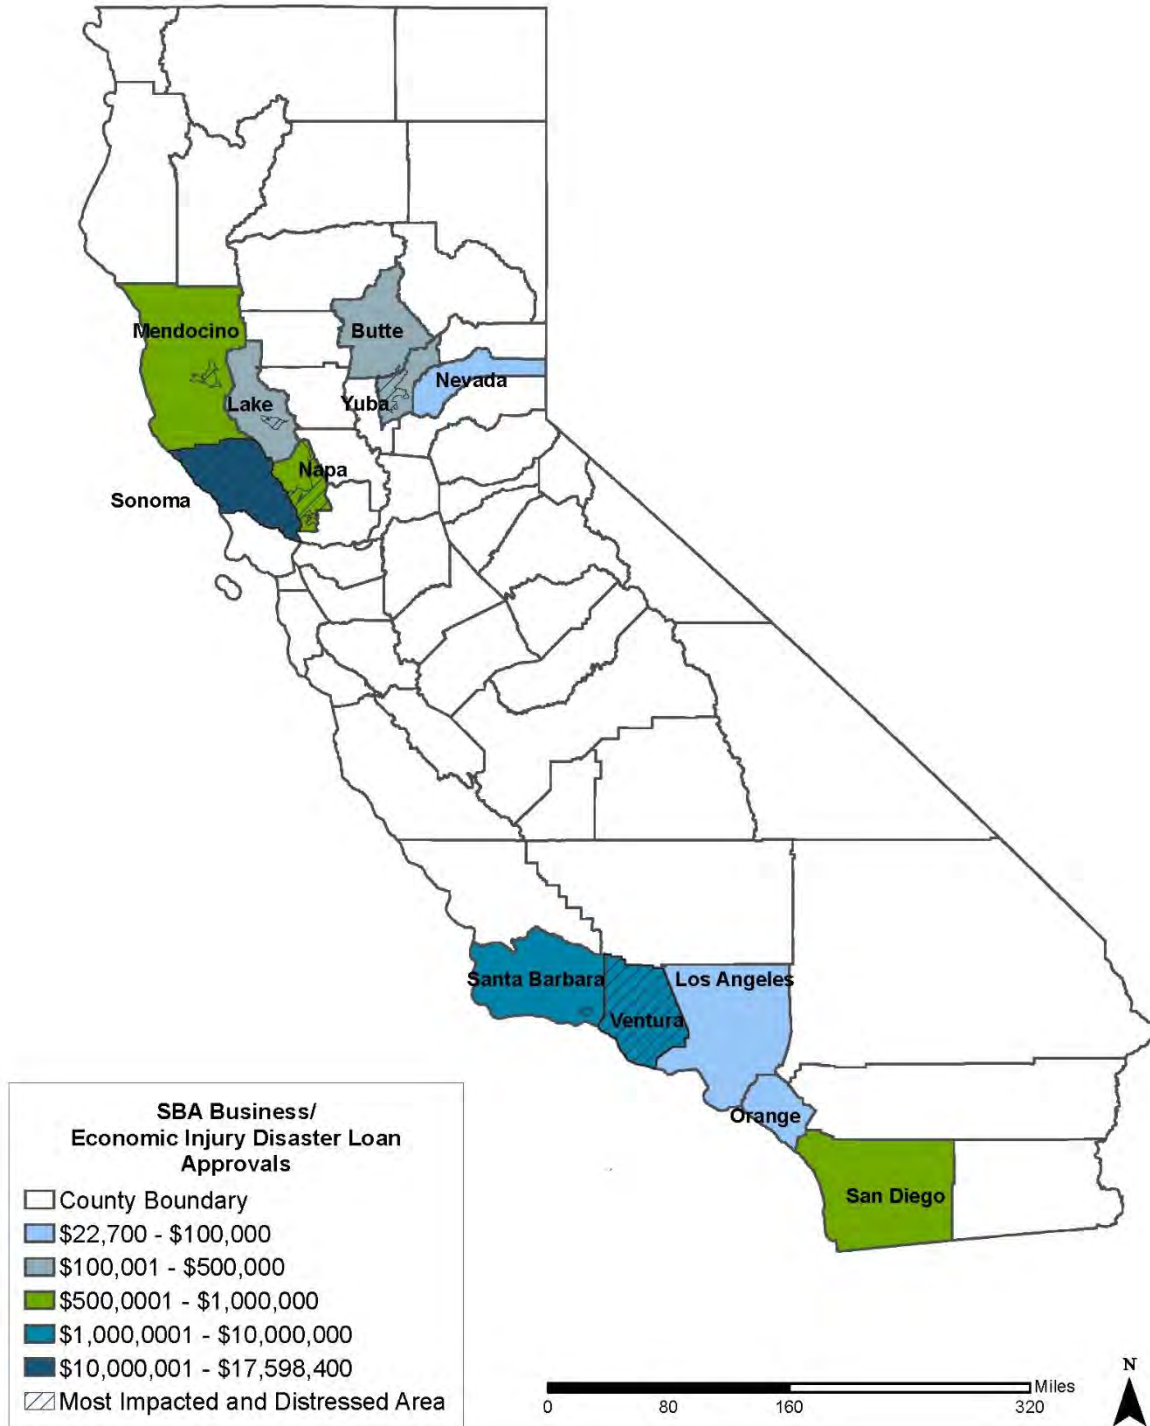 Mendocino
Butte
Nevada
Lake
Yuba
Napa
Sonoma
Santa Barbara
Los Angeles
Ventura
Orange
San Diego
SBA Business/
Economic Injury Disaster Loan
Approvals
County Boundary
$22,700 - $100,000
$100,001 - $500,000
$500,0001 - $1,000,000
$1,000,0001 - $10,000,000
$10,000,001 - $17,598,400
Most Impacted and Distressed Area
N
Miles
0 80 160 320